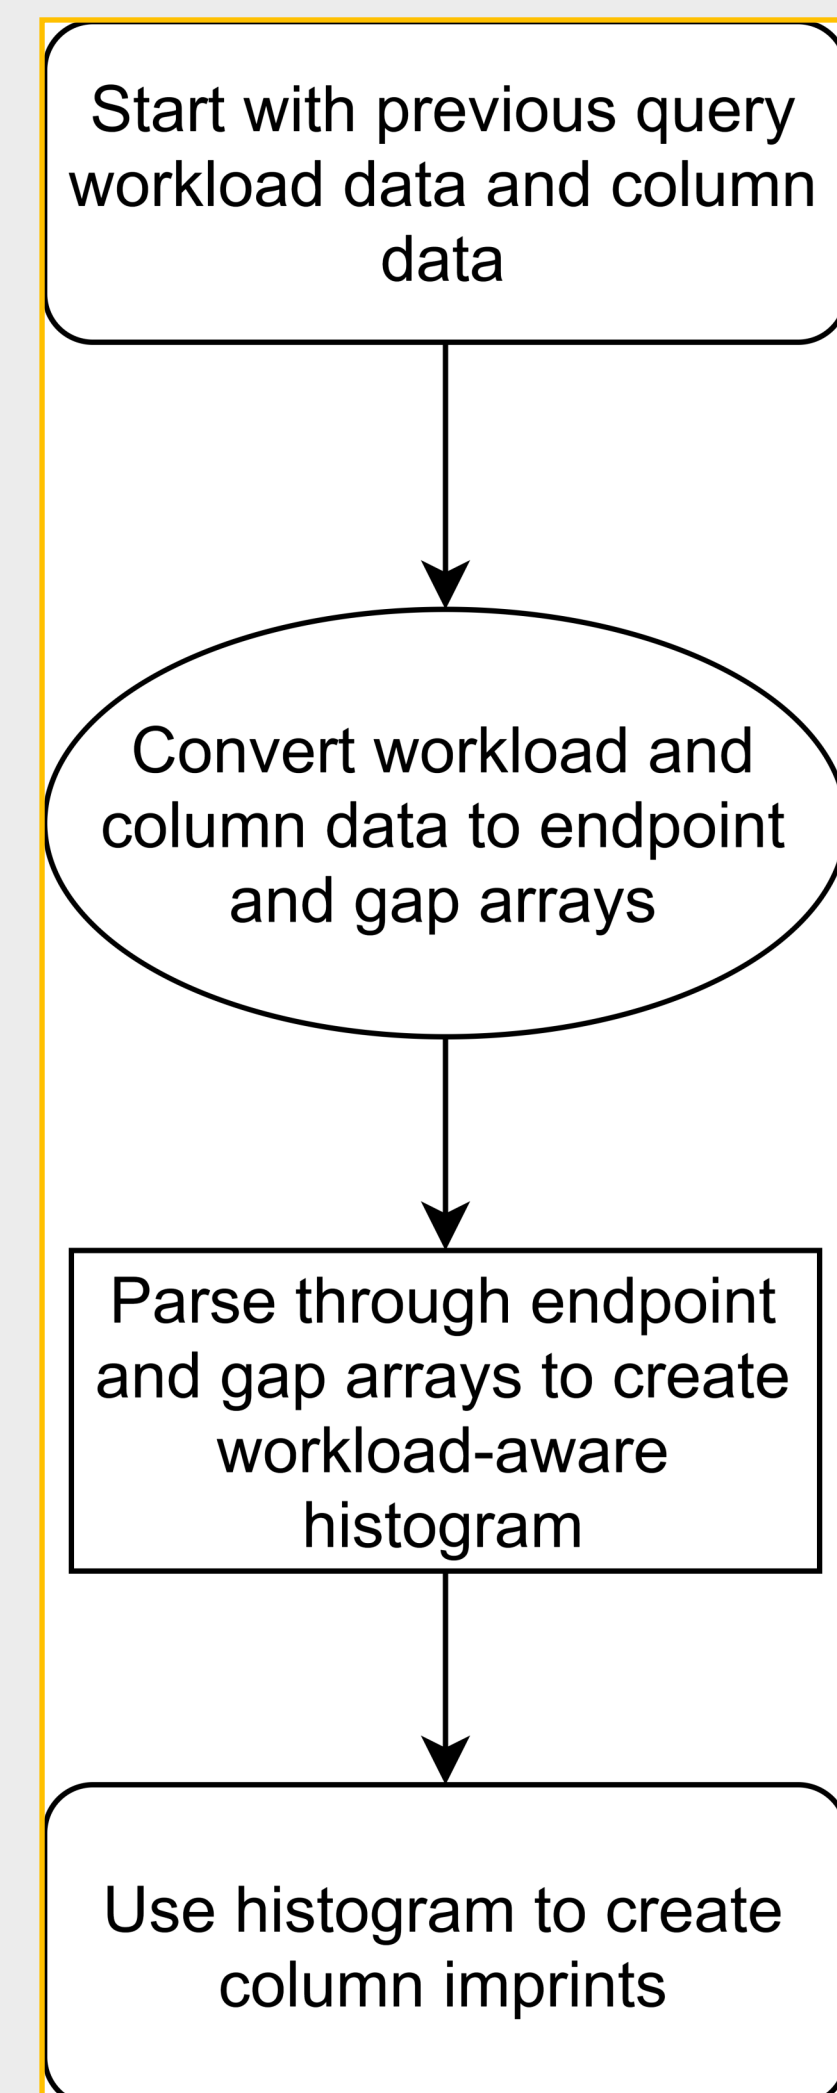 Start with previous query
workload data and column
data
Convert workload and
column data to endpoint
and gap arrays
Parse through endpoint
and gap arrays to create
workload-aware
histogram
Use histogram to create
column imprints